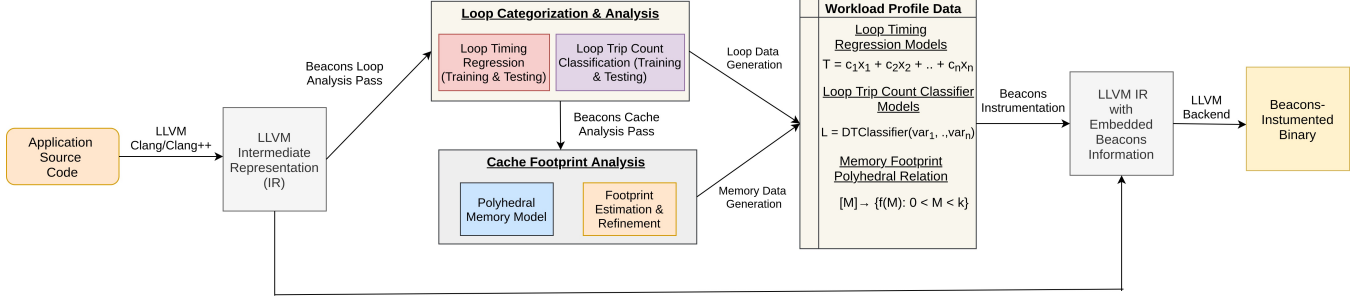 Application
Source
Code
LLVM
Clang/Clang++
LLVM
Intermediate
Representation
(IR)
Beacons Loop
Analysis Pass
Loop Categorization & Analysis
Loop Timing
Regression
(Training & Testing)
Loop Trip Count
Classification (Training
& Testing)
Beacons Cache
Analysis Pass
Cache Footprint Analysis
Polyhedral
Memory Model
Footprint
Estimation &
Refinement
Loop Data
Generation
Memory Data
Generation
Workload Profile Data
Loop Timing
Regression Models
T = c1x1 + c2x2 + .. + cnxn
Loop Trip Count Classifier
Models
L = DTClassifier(var1, .,varn)
Memory Footprint
Polyhedral Relation
[M]→ {f(M): 0 < M < k}
Beacons
Instrumentation
LLVM IR
with
Embedded
Beacons
Information
LLVM
Backend
Beacons-
Instumented
Binary